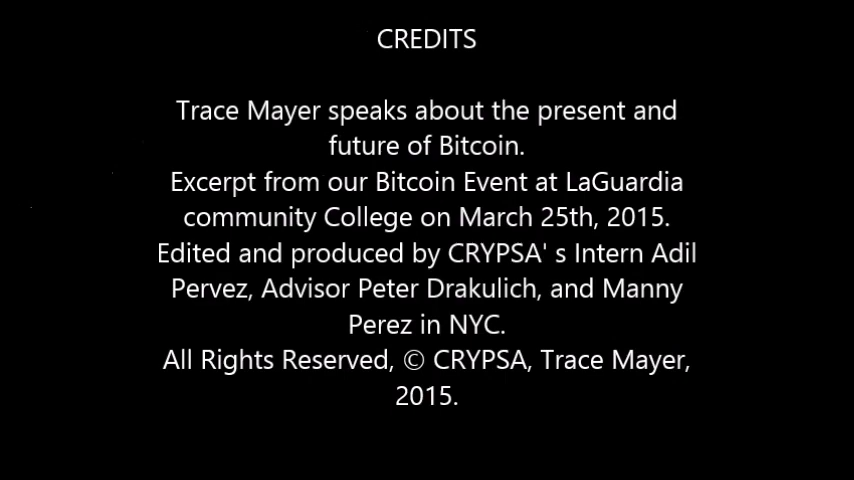 CREDITS
Trace Mayer speaks about the present and
future of Bitcoin.
Excerpt from our Bitcoin Event at LaGuardia
community College on March 25th, 2015.
Edited and produced by CRYPSA' s Intern Adil
Pervez, Advisor Peter Drakulich, and Manny
Perez in NYC.
All Rights Reserved, © CRYPSA, Trace Mayer,
2015.